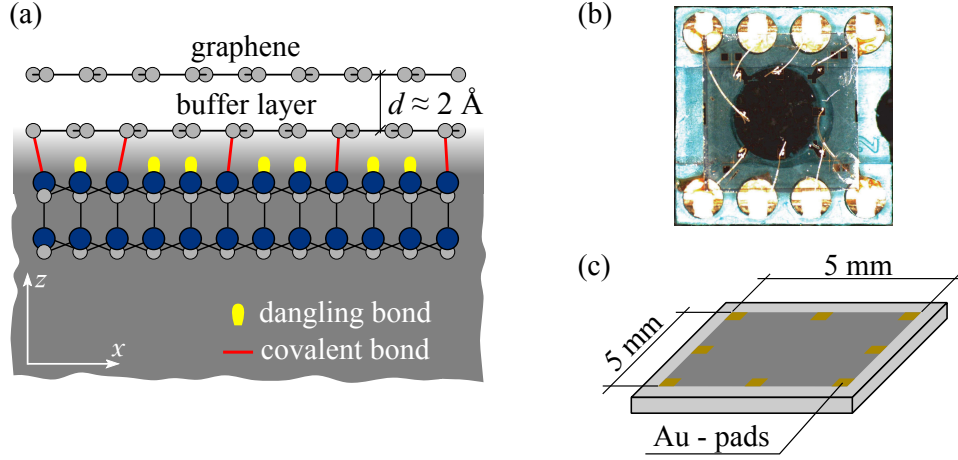 (a)
graphene
buffer layer
d ≈ 2 Å
z
x
dangling bond
covalent bond
(b)
(c)
5 mm
5 mm
Au - pads